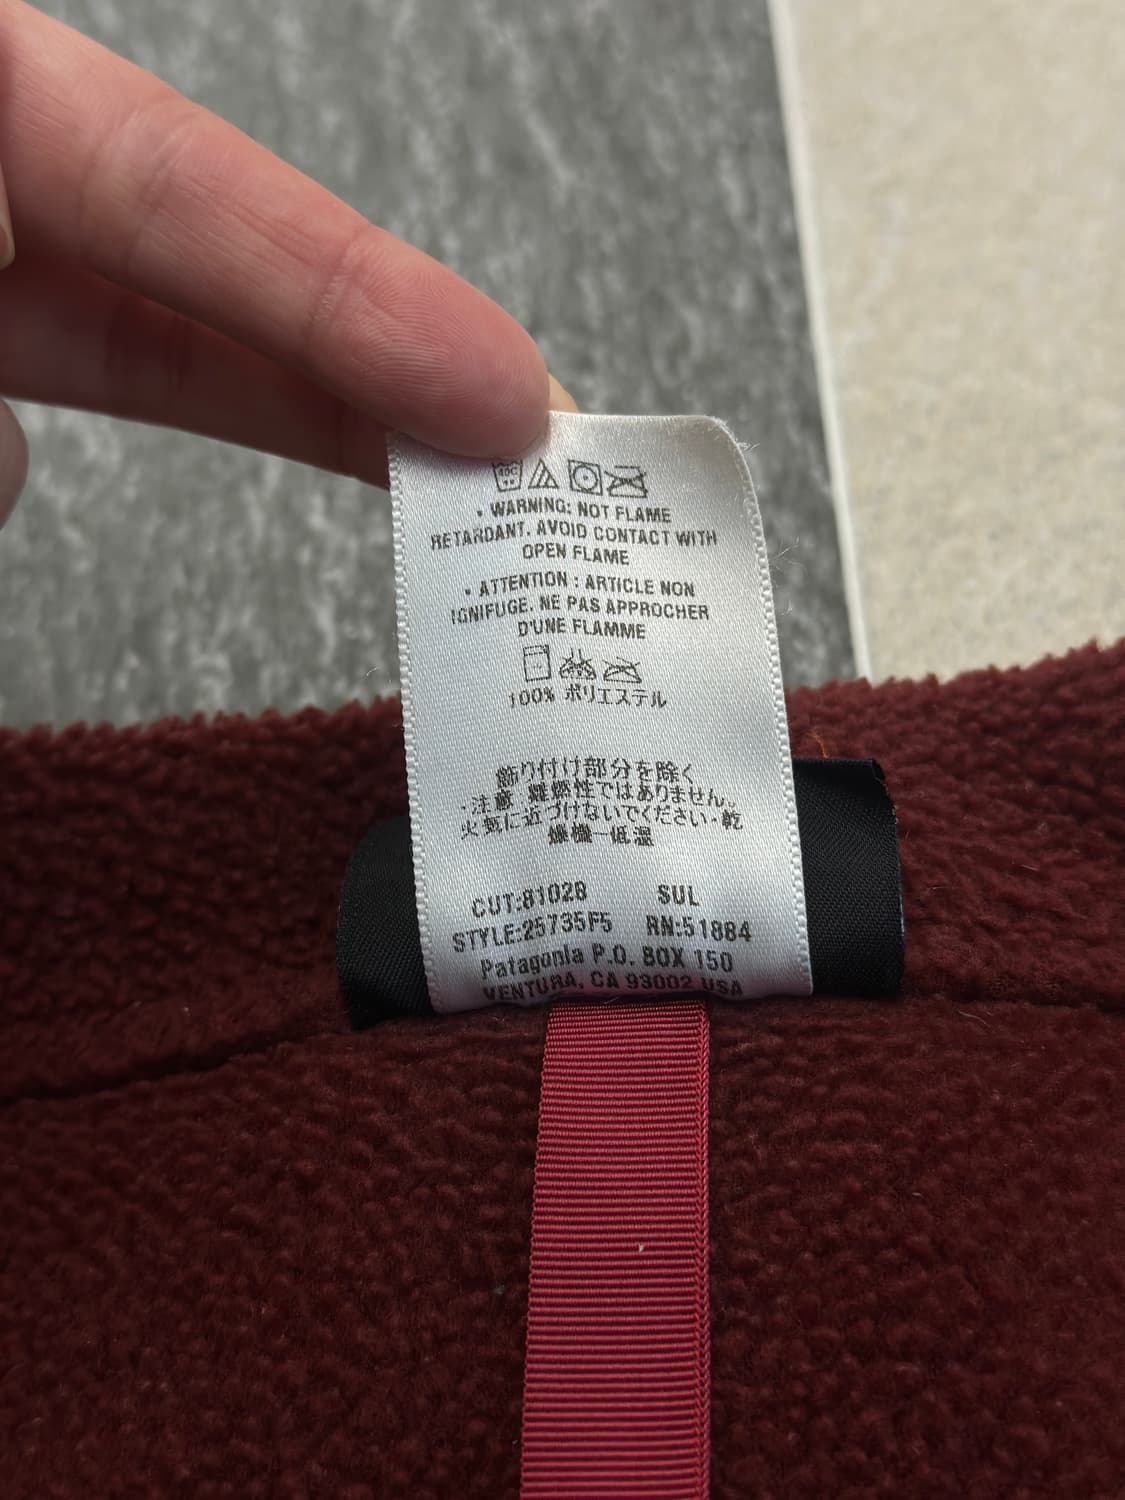 40C
• WARNING: NOT FLAME
RETARDANT. AVOID CONTACT WITH
OPEN FLAME
• ATTENTION : ARTICLE NON
IGNIFUGE. NE PAS APPROCHER
D'UNE FLAMME
100% ポリエステル
飾り付け部分を除く
・注意 難燃性ではありません。
火気に近づけないでください・乾
燥機ー低温
CUT:81028 SUL
STYLE:25735F5 RN:51884
Patagonia P.O. BOX 150
VENTURA, CA 93002 USA